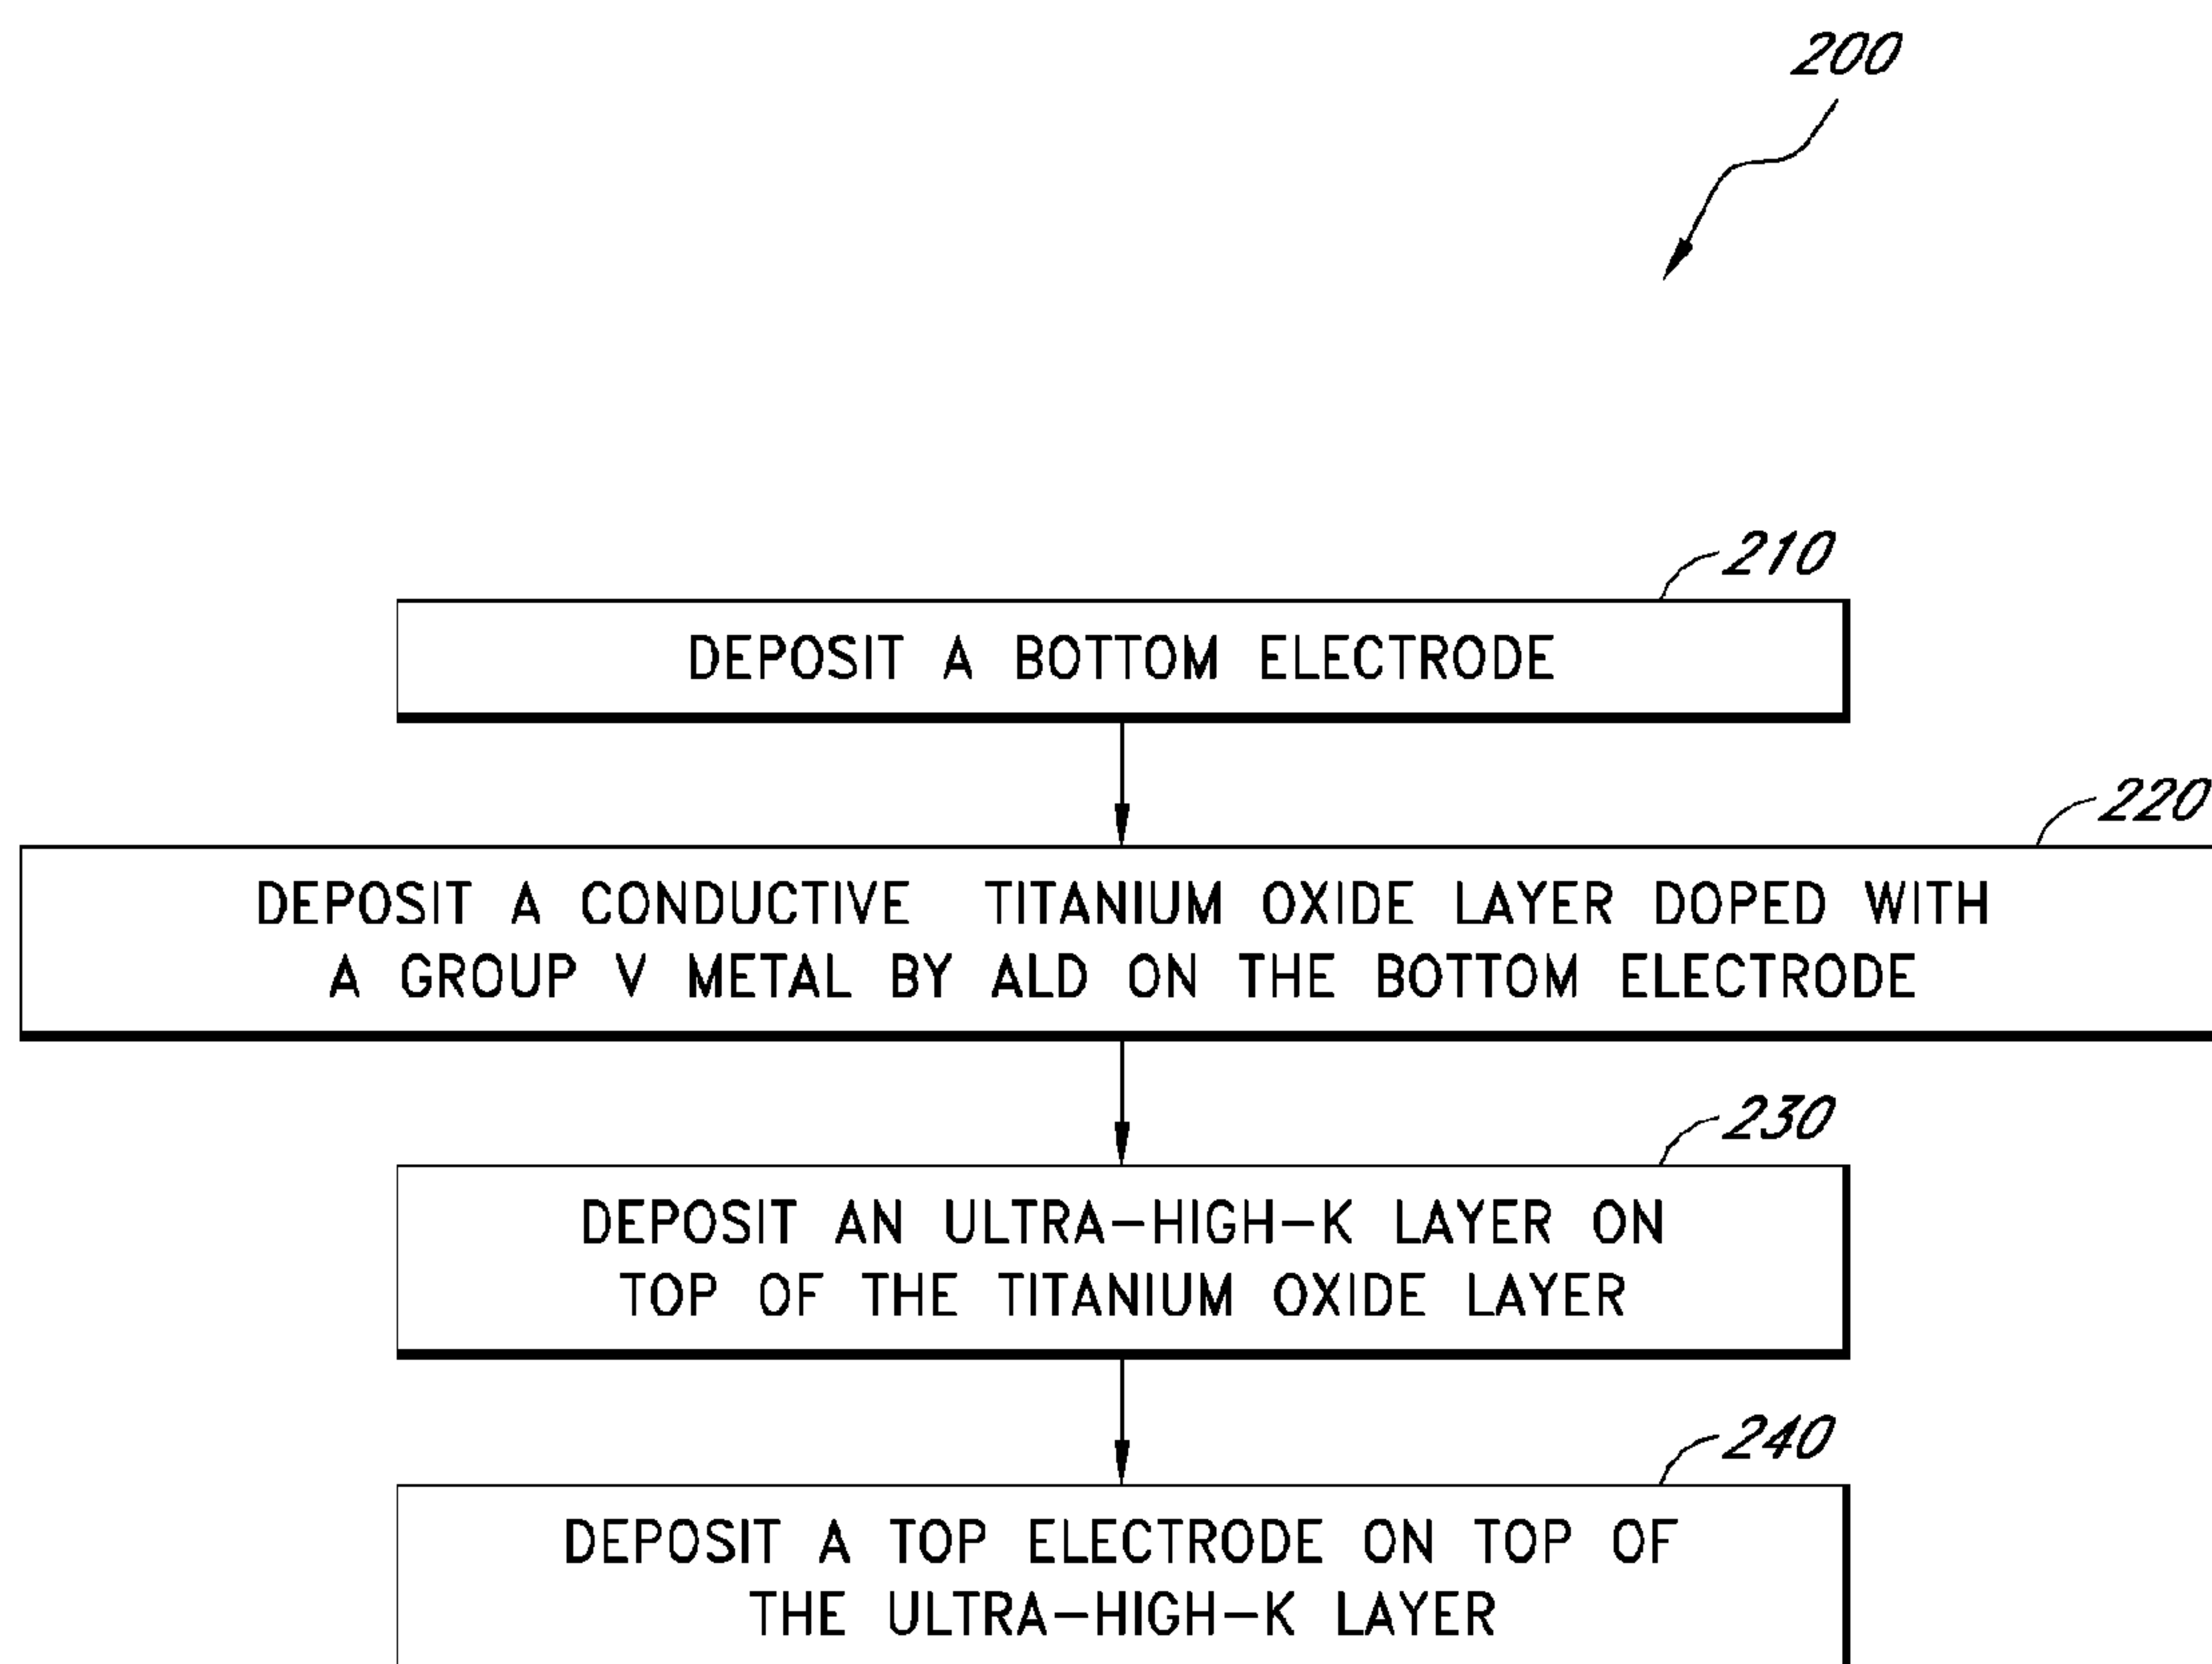 200
210
DEPOSIT A BOTTOM ELECTRODE
220
DEPOSIT A CONDUCTIVE TITANIUM OXIDE LAYER DOPED WITH
A GROUP V METAL BY ALD ON THE BOTTOM ELECTRODE
230
DEPOSIT AN ULTRA-HIGH-K LAYER ON
TOP OF THE TITANIUM OXIDE LAYER
240
DEPOSIT A TOP ELECTRODE ON TOP OF
THE ULTRA-HIGH-K LAYER